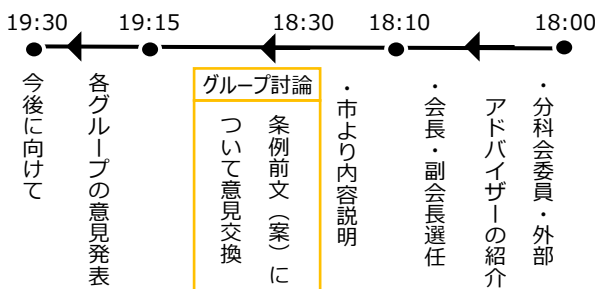 19:30 19:15 18:30 18:10 18:00
・分科会委員・外部
アドバイザーの紹介
・会長・副会長選任
・市より内容説明
グループ討論
条例前文（案）に
ついて意見交換
各グループの意見発表
今後に向けて